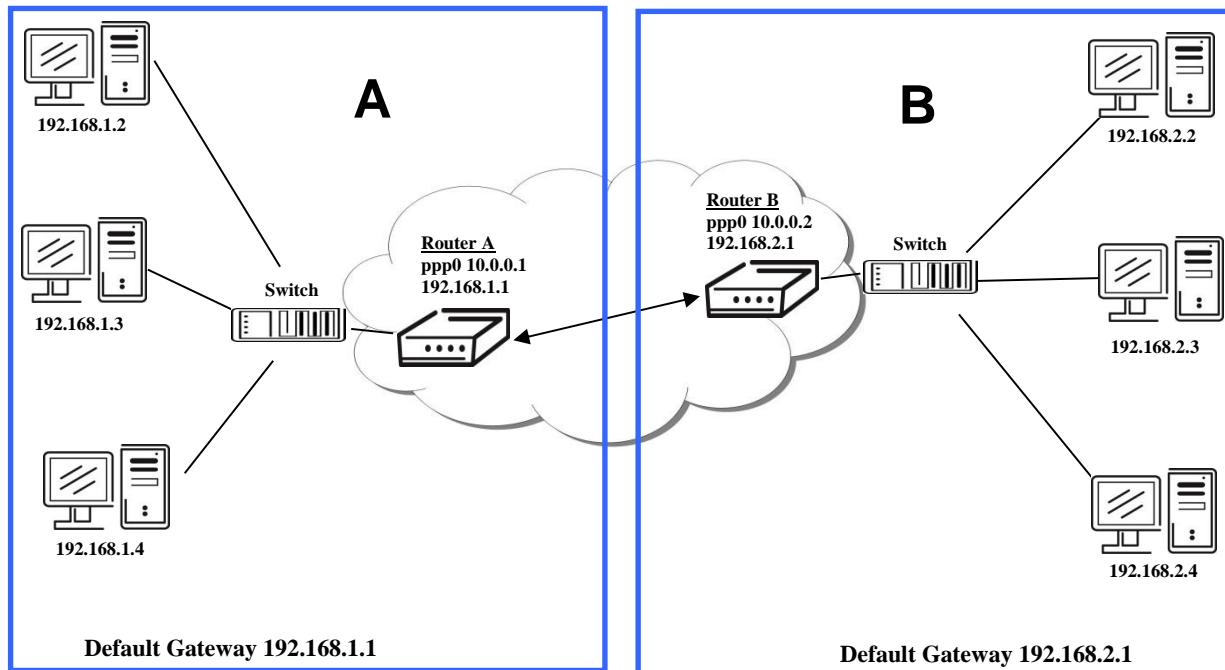 A
192.168.1.2
192.168.1.3
192.168.1.4
Switch
Router A
ppp0 10.0.0.1
192.168.1.1
Default Gateway 192.168.1.1
B
Router B
ppp0 10.0.0.2
192.168.2.1
Switch
192.168.2.2
192.168.2.3
192.168.2.4
Default Gateway 192.168.2.1